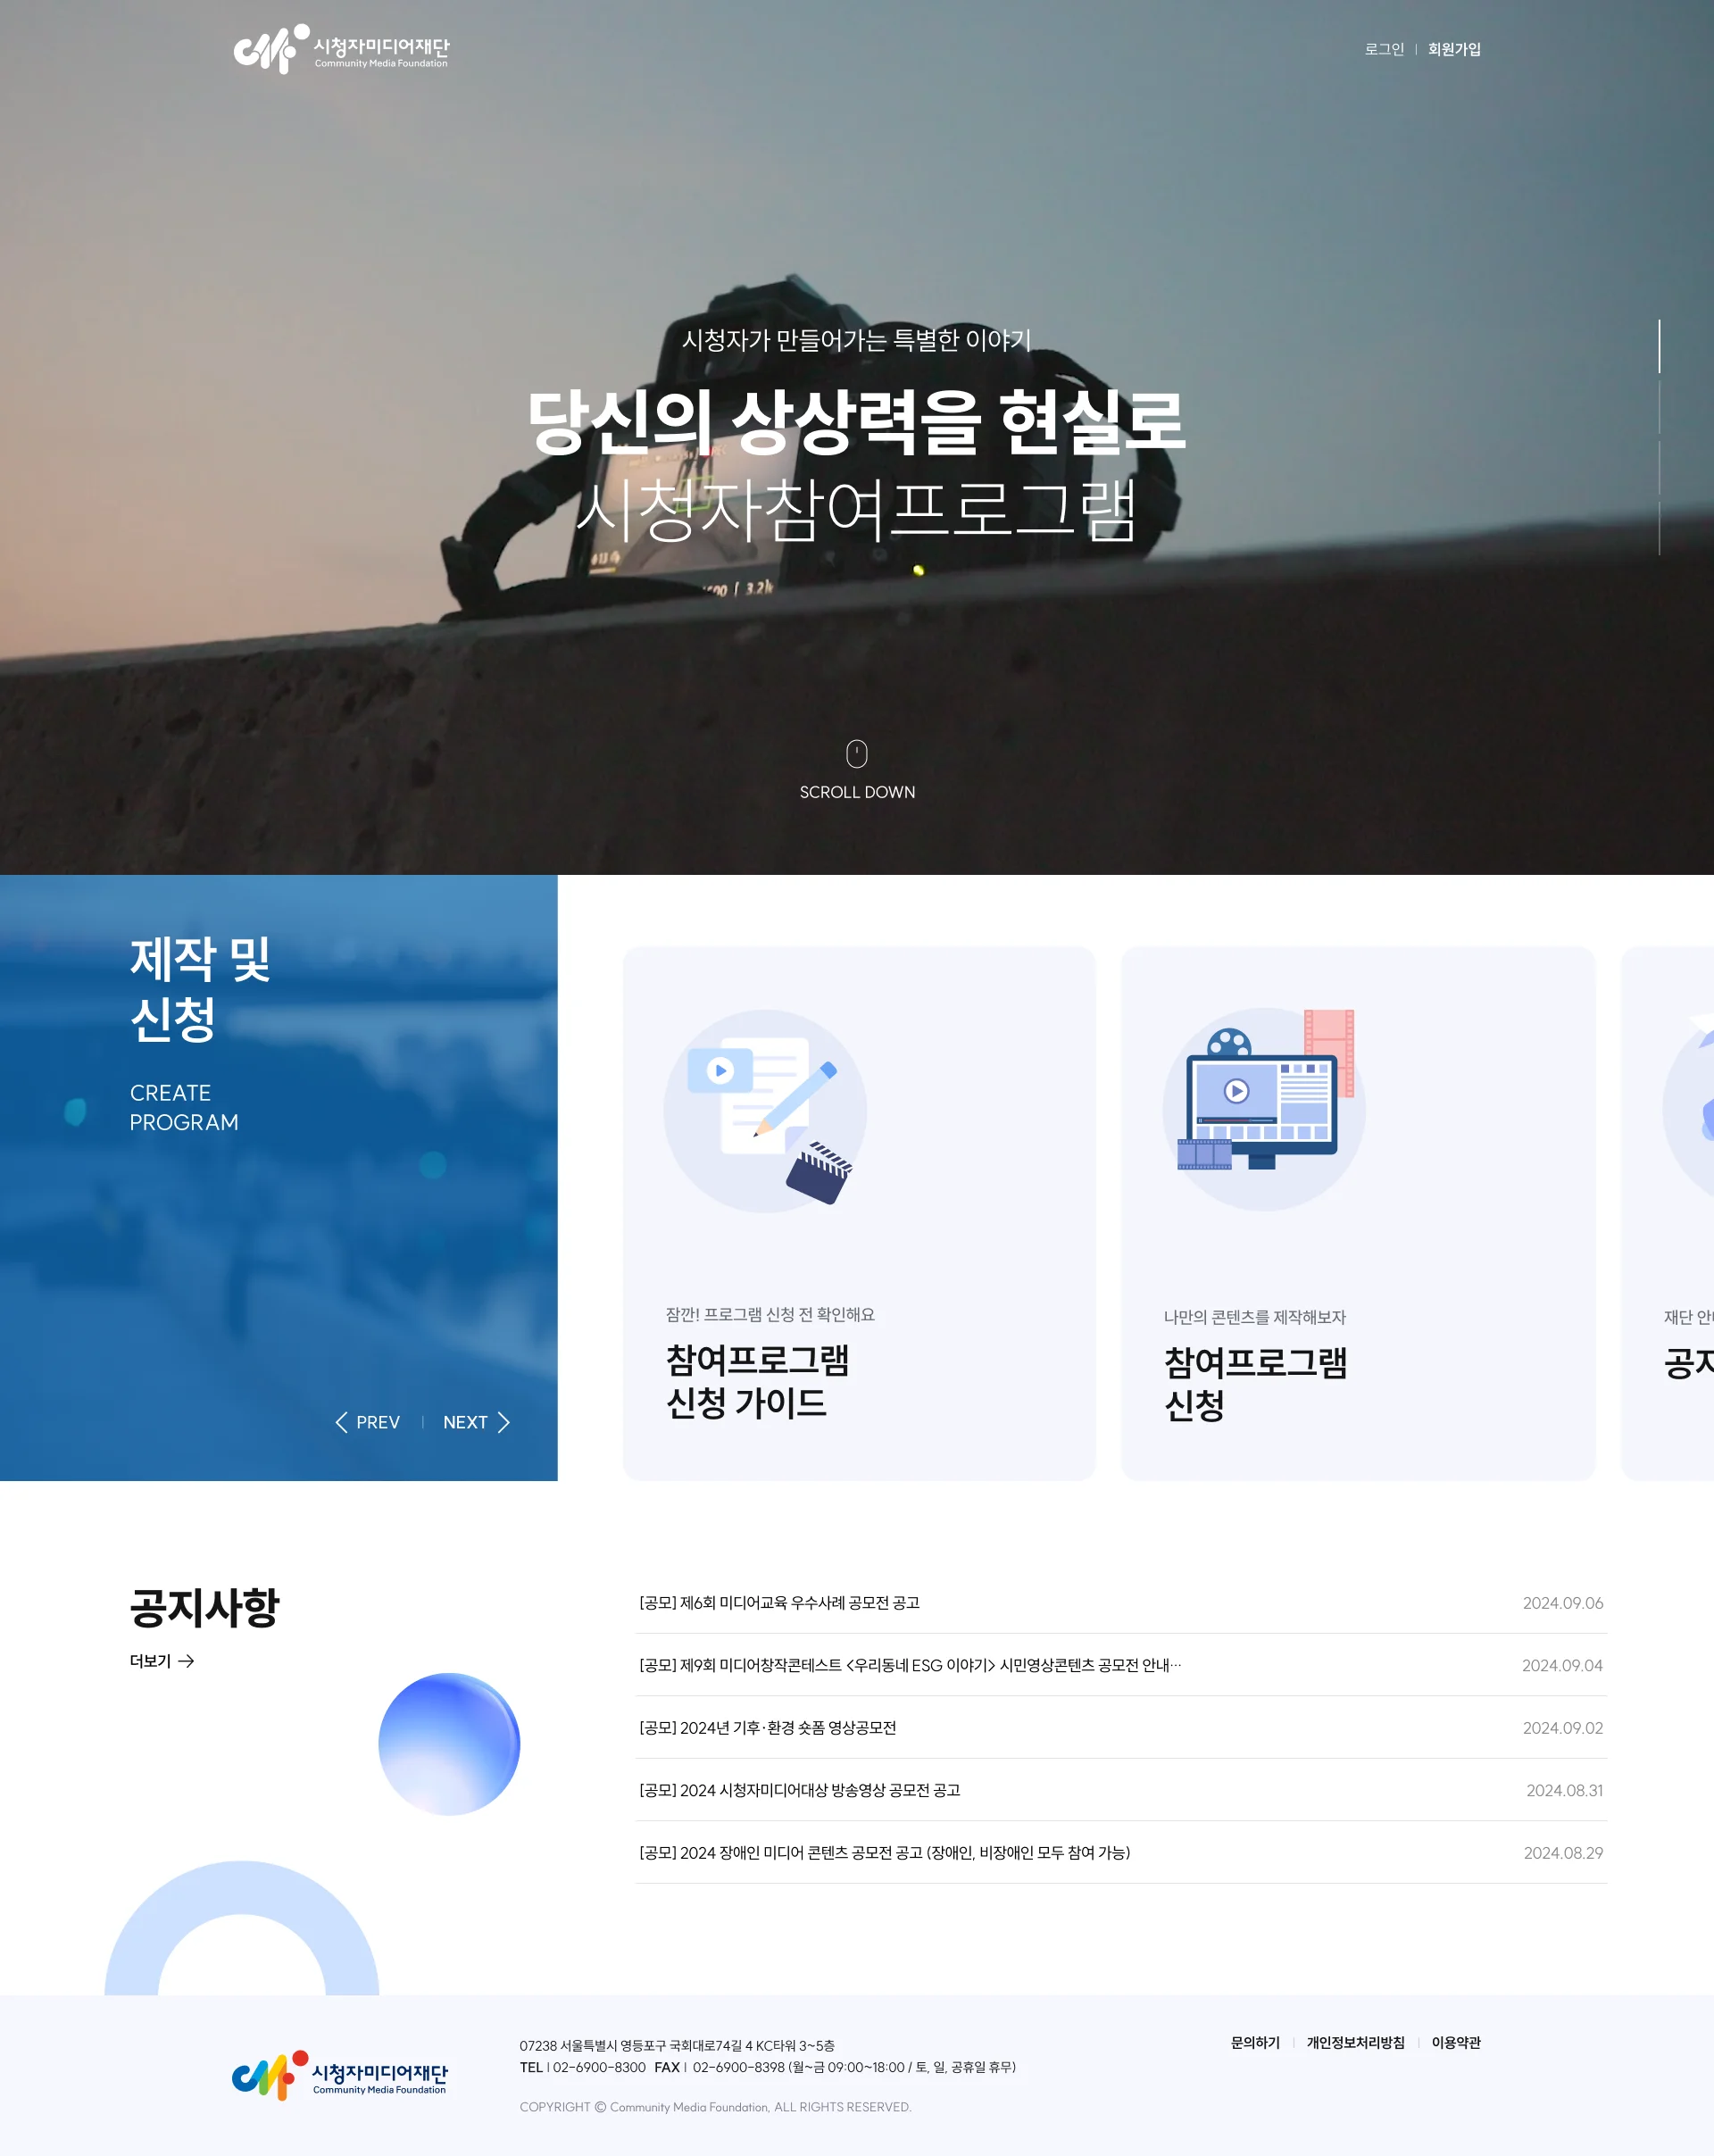 시청자미디어재단
Community Media Foundation
로그인 | 회원가입
시청자가 만들어가는 특별한 이야기
당신의 상상력을 현실로
시청자참여프로그램
SCROLL DOWN
제작 및
신청
CREATE
PROGRAM
PREV | NEXT
잠깐! 프로그램 신청 전 확인해요
참여프로그램
신청 가이드
나만의 콘텐츠를 제작해보자
참여프로그램
신청
재단
공지사항
더보기
[공모] 제6회 미디어교육 우수사례 공모전 공고 2024.09.06
[공모] 제9회 미디어창작콘테스트 <우리동네 ESG 이야기> 시민영상콘텐츠 공모전 안내… 2024.09.04
[공모] 2024년 기후·환경 숏폼 영상공모전 2024.09.02
[공모] 2024 시청자미디어대상 방송영상 공모전 공고 2024.08.31
[공모] 2024 장애인 미디어 콘텐츠 공모전 공고 (장애인, 비장애인 모두 참여 가능) 2024.08.29
시청자미디어재단
Community Media Foundation
07238 서울특별시 영등포구 국회대로74길 4 KC타워 3~5층
TEL | 02-6900-8300 FAX | 02-6900-8398 (월~금 09:00~18:00 / 토, 일, 공휴일 휴무)
COPYRIGHT © Community Media Foundation, ALL RIGHTS RESERVED.
문의하기 | 개인정보처리방침 | 이용약관